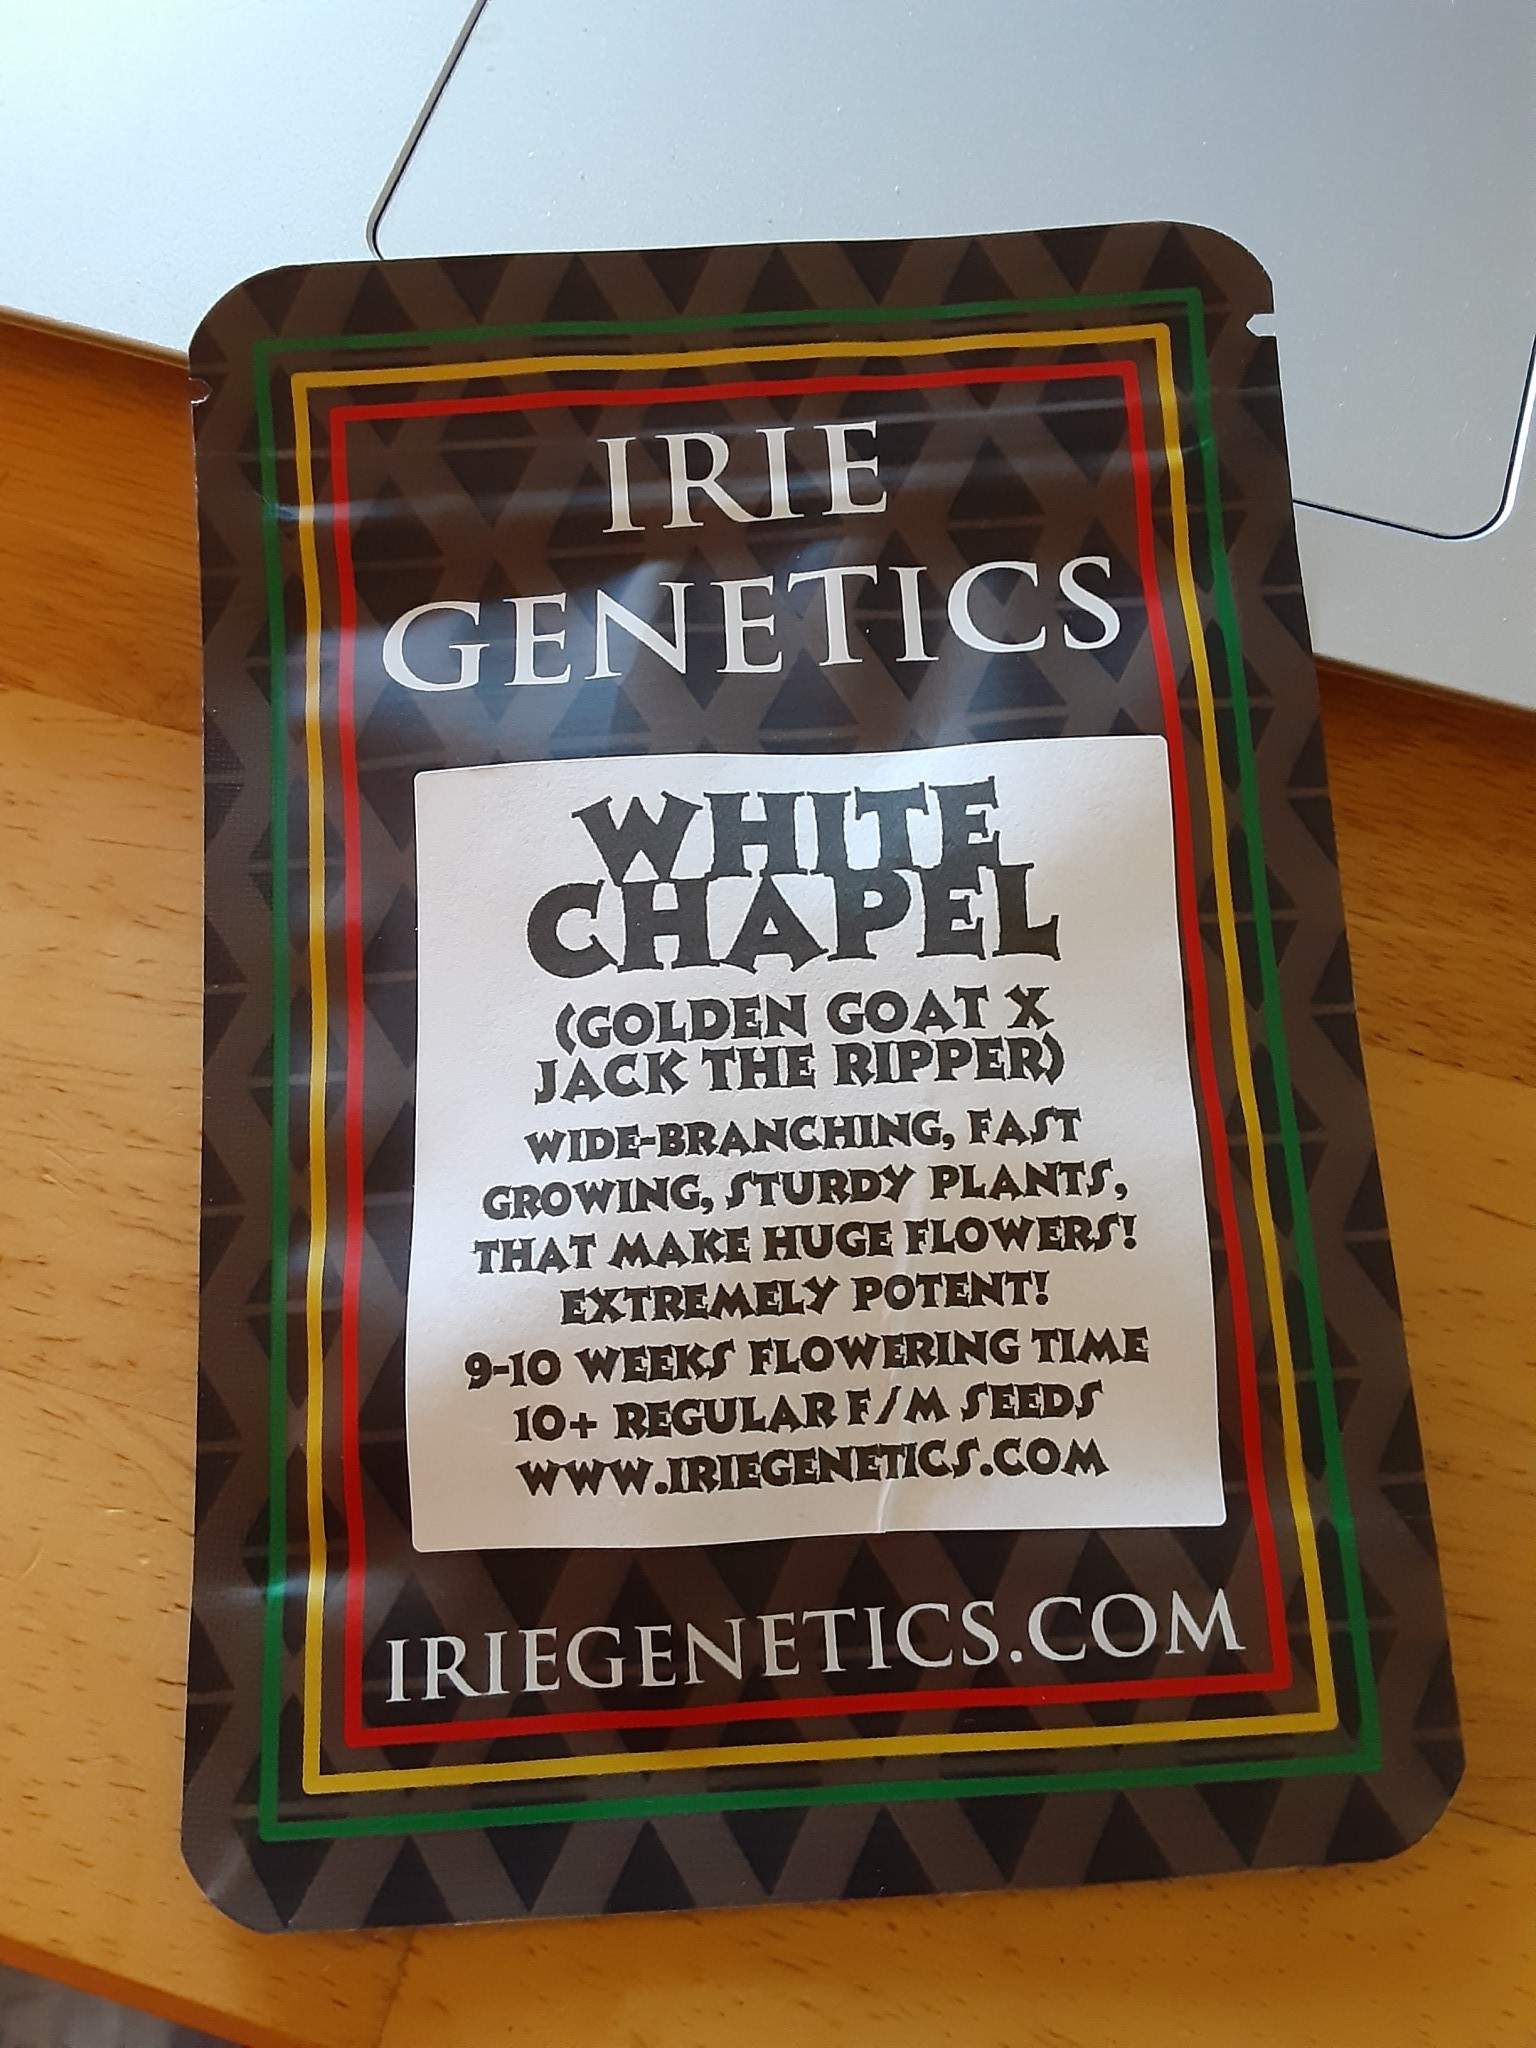 IRIE
GENETICS
WHITE
CHAPEL
(GOLDEN GOAT X
JACK THE RIPPER)
WIDE-BRANCHING, FAST
GROWING, STURDY PLANTS,
THAT MAKE HUGE FLOWERS!
EXTREMELY POTENT!
9-10 WEEKS FLOWERING TIME
10+ REGULAR F/M SEEDS
WWW.IRIEGENETICS.COM
IRIEGENETICS.COM